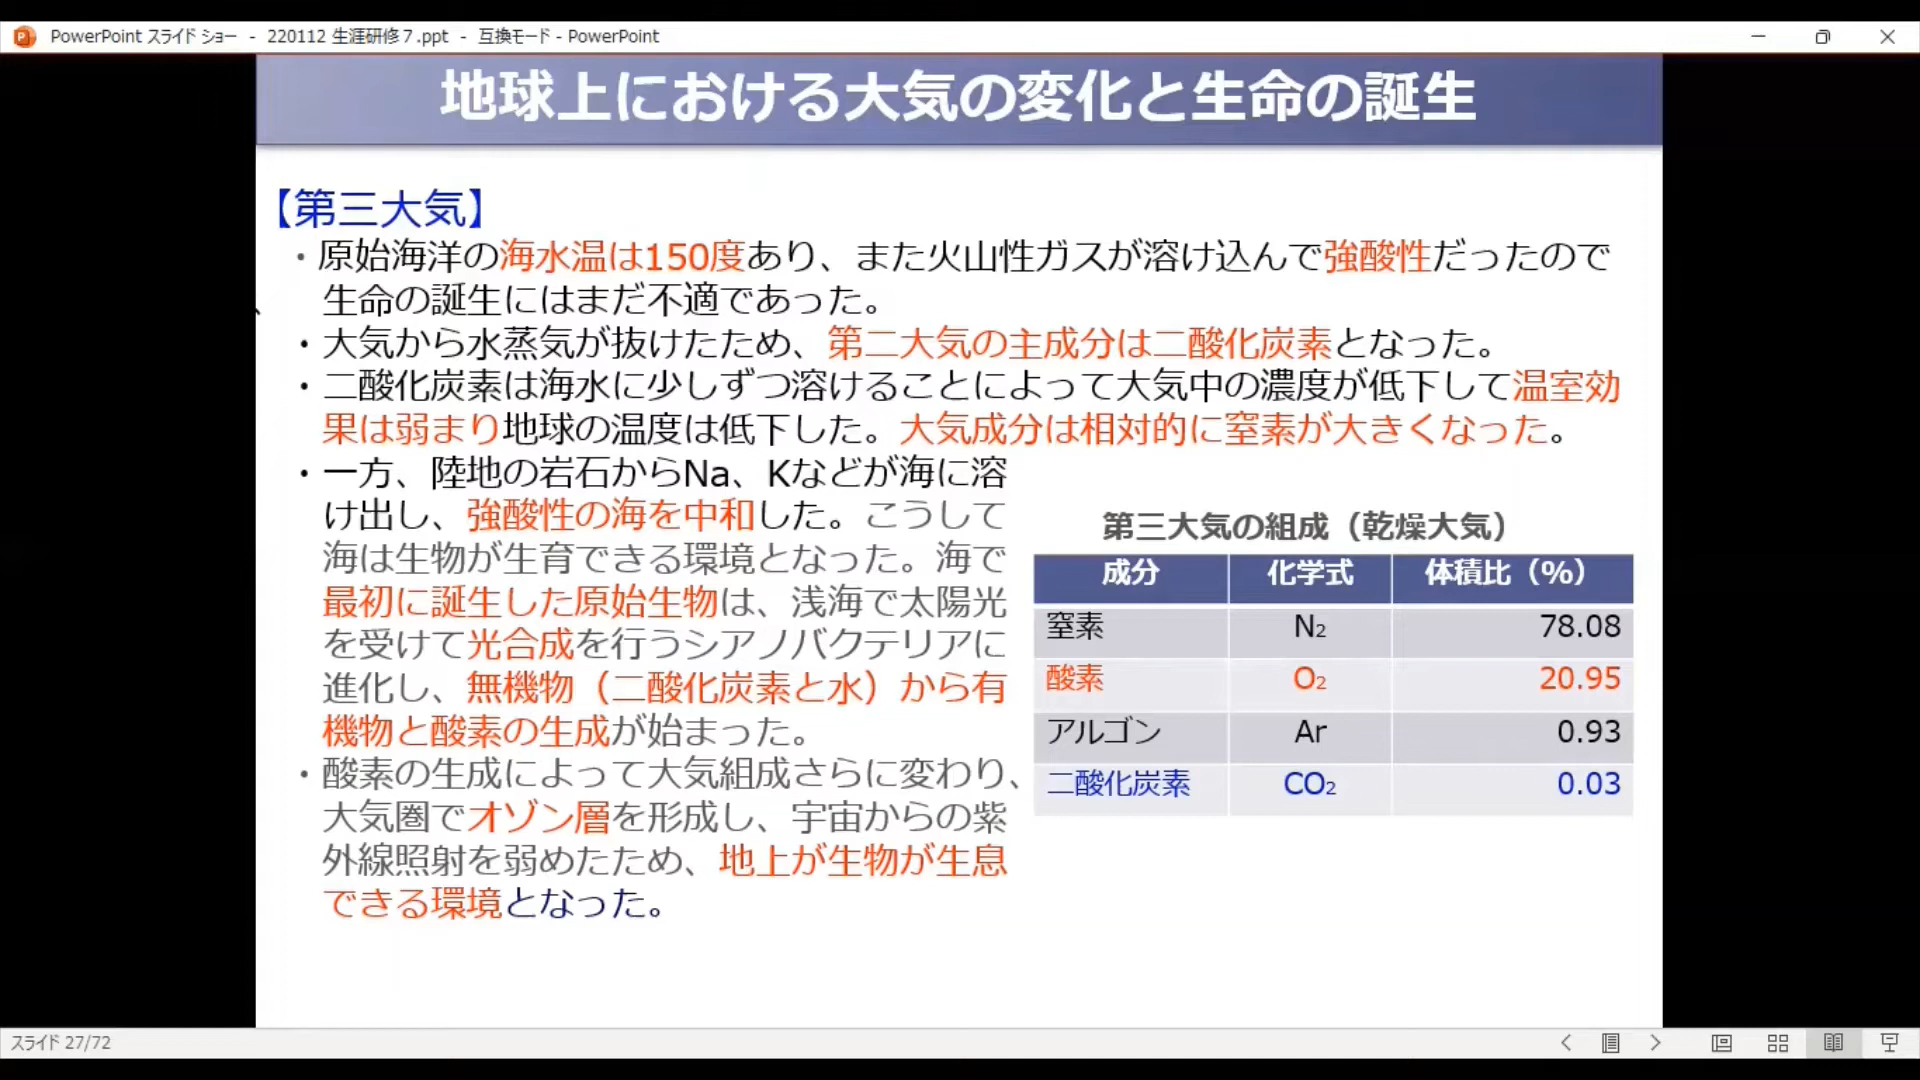 PowerPoint スライド ショー - 220112 生涯研修７.ppt - 互換モード - PowerPoint
地球上における大気の変化と生命の誕生
【第三大気】
・原始海洋の海水温は150度あり、また火山性ガスが溶け込んで強酸性だったので
生命の誕生にはまだ不適であった。
・大気から水蒸気が抜けたため、第二大気の主成分は二酸化炭素となった。
・二酸化炭素は海水に少しずつ溶けることによって大気中の濃度が低下して温室効
果は弱まり地球の温度は低下した。大気成分は相対的に窒素が大きくなった。
・一方、陸地の岩石からNa、Kなどが海に溶
け出し、強酸性の海を中和した。こうして
海は生物が生育できる環境となった。海で
最初に誕生した原始生物は、浅海で太陽光
を受けて光合成を行うシアノバクテリアに
進化し、無機物（二酸化炭素と水）から有
機物と酸素の生成が始まった。
・酸素の生成によって大気組成さらに変わり、
大気圏でオゾン層を形成し、宇宙からの紫
外線照射を弱めたため、地上が生物が生息
できる環境となった。
第三大気の組成（乾燥大気）
成分 化学式 体積比（%）
窒素 N₂ 78.08
酸素 O₂ 20.95
アルゴン Ar 0.93
二酸化炭素 CO₂ 0.03
スライド 27/72